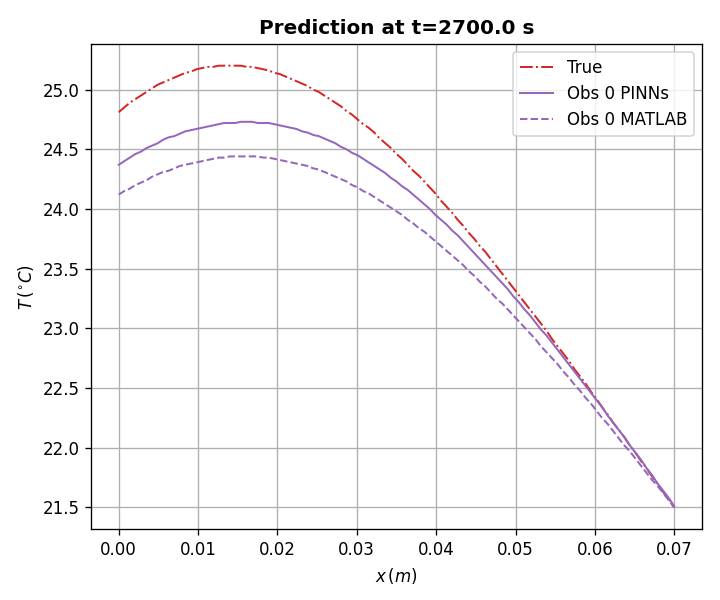 Prediction at t=2700.0 s
True
Obs 0 PINNs
Obs 0 MATLAB
25.0
24.5
24.0
23.5
23.0
22.5
22.0
21.5
T (°C)
0.00 0.01 0.02 0.03 0.04 0.05 0.06 0.07
x (m)